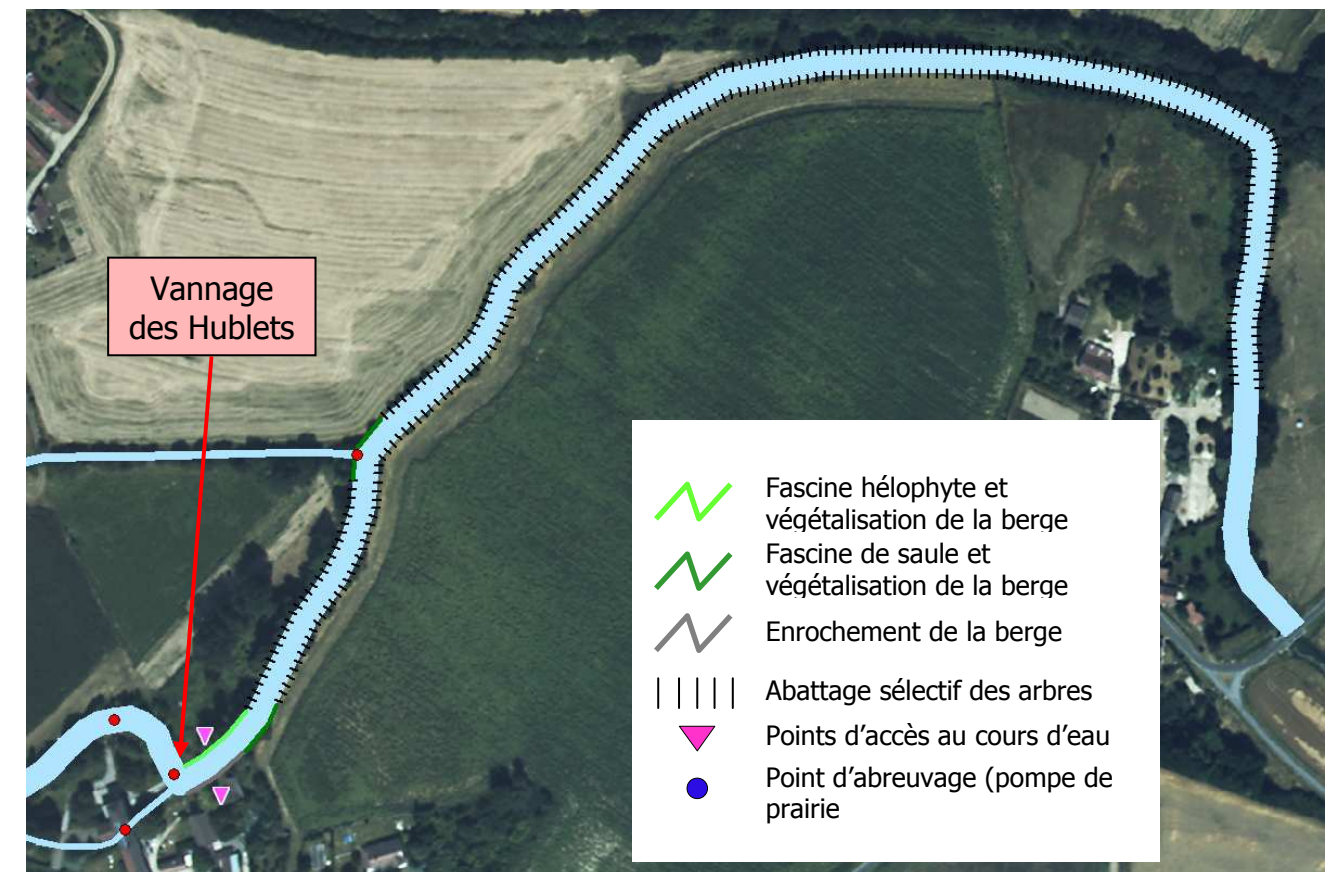 Vannage
des Hublets
Fascine hélophyte et
végétalisation de la berge
Fascine de saule et
végétalisation de la berge
Enrochement de la berge
Abattage sélectif des arbres
Points d’accès au cours d’eau
Point d’abreuvage (pompe de
prairie